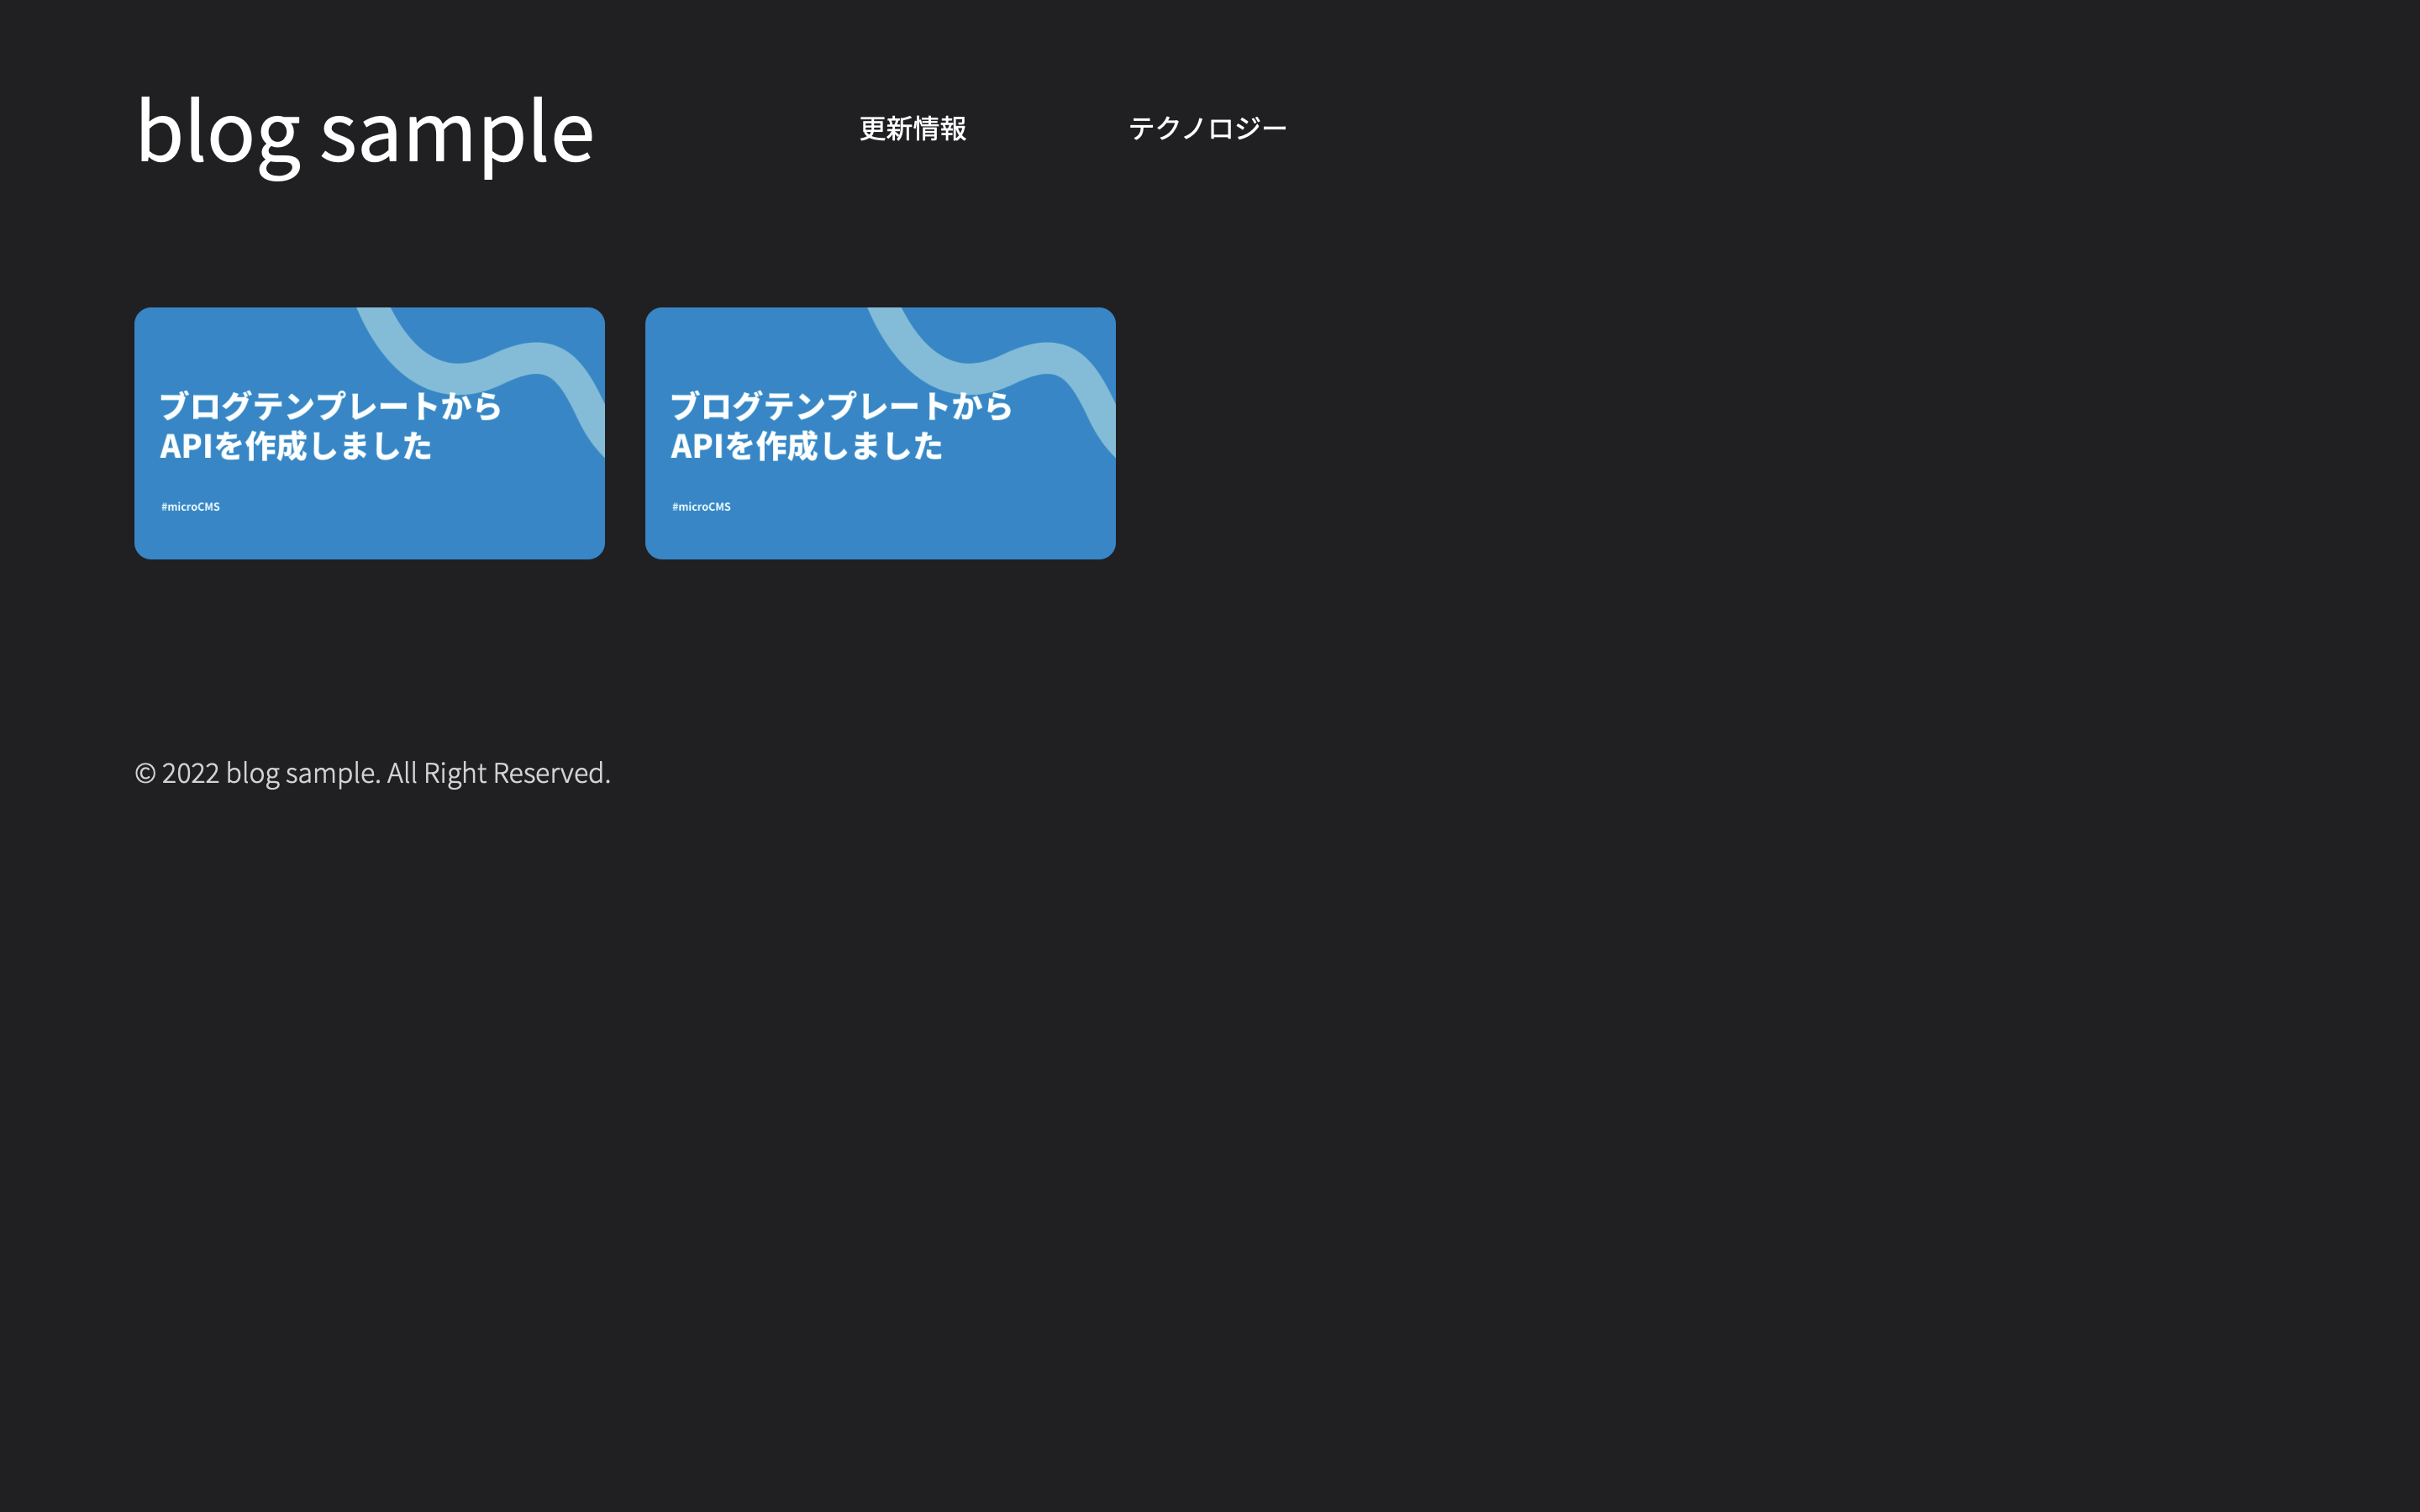 blog sample
更新情報
テクノロジー
ブログテンプレートから
APIを作成しました
#microCMS
ブログテンプレートから
APIを作成しました
#microCMS
© 2022 blog sample. All Right Reserved.